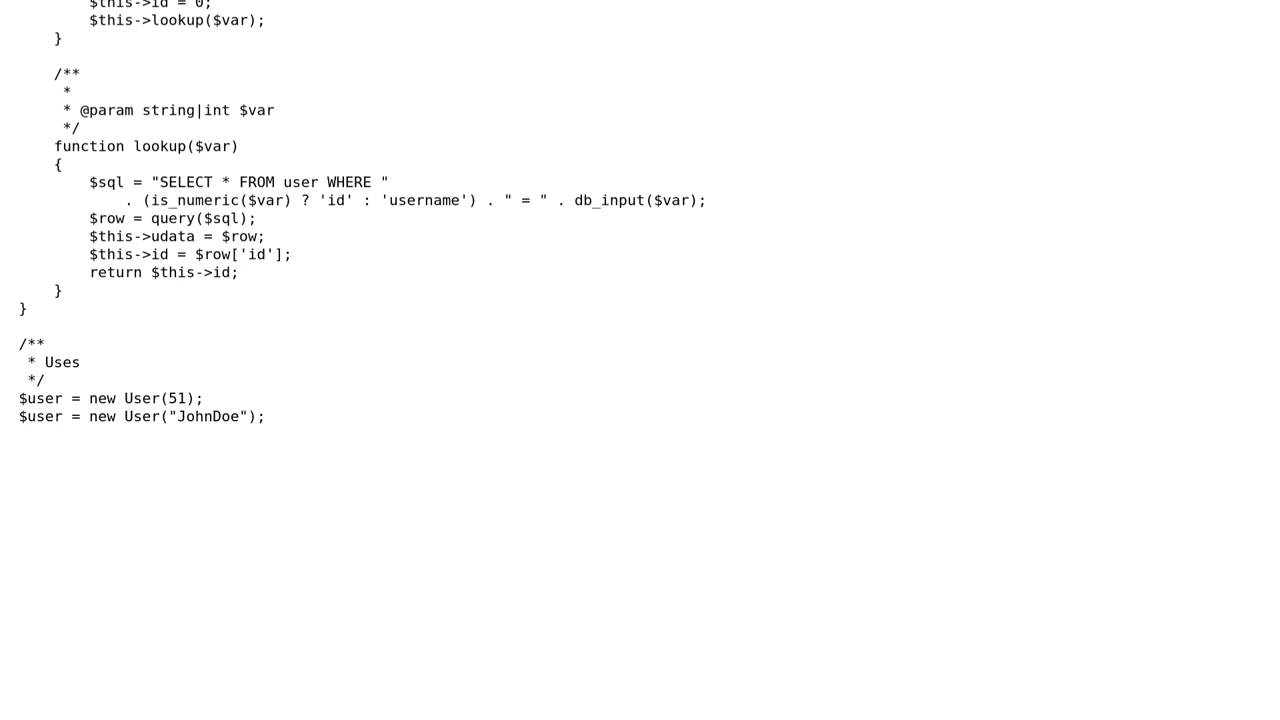 $this->id = 0;
        $this->lookup($var);
    }

    /**
     *
     * @param string|int $var
     */
    function lookup($var)
    {
        $sql = "SELECT * FROM user WHERE "
            . (is_numeric($var) ? 'id' : 'username') . " = " . db_input($var);
        $row = query($sql);
        $this->udata = $row;
        $this->id = $row['id'];
        return $this->id;
    }
}

/**
 * Uses
 */
$user = new User(51);
$user = new User("JohnDoe");